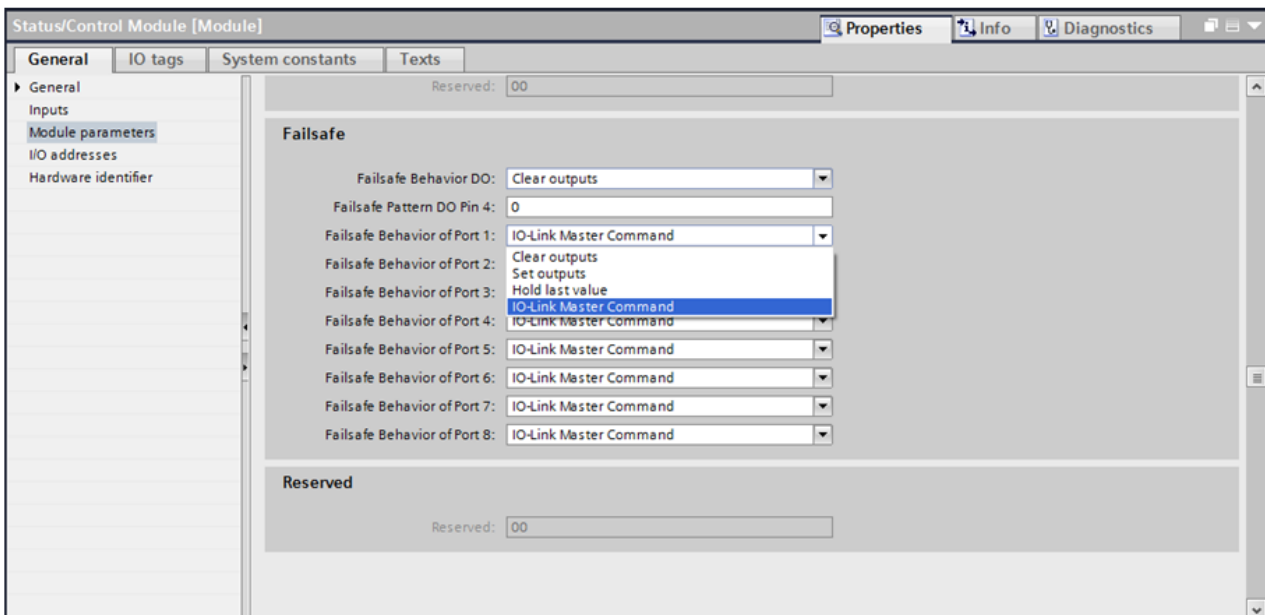 Status/Control Module [Module]
Properties
Info
Diagnostics
General
IO tags
System constants
Texts
General
Inputs
Module parameters
I/O addresses
Hardware identifier
Reserved: 00
Failsafe
Failsafe Behavior DO: Clear outputs
Failsafe Pattern DO Pin 4: 0
Failsafe Behavior of Port 1: IO-Link Master Command
Clear outputs
Failsafe Behavior of Port 2:
Set outputs
Hold last value
Failsafe Behavior of Port 3:
IO-Link Master Command
Failsafe Behavior of Port 4: IO-Link Master Command
Failsafe Behavior of Port 5: IO-Link Master Command
Failsafe Behavior of Port 6: IO-Link Master Command
Failsafe Behavior of Port 7: IO-Link Master Command
Failsafe Behavior of Port 8: IO-Link Master Command
Reserved
Reserved: 00